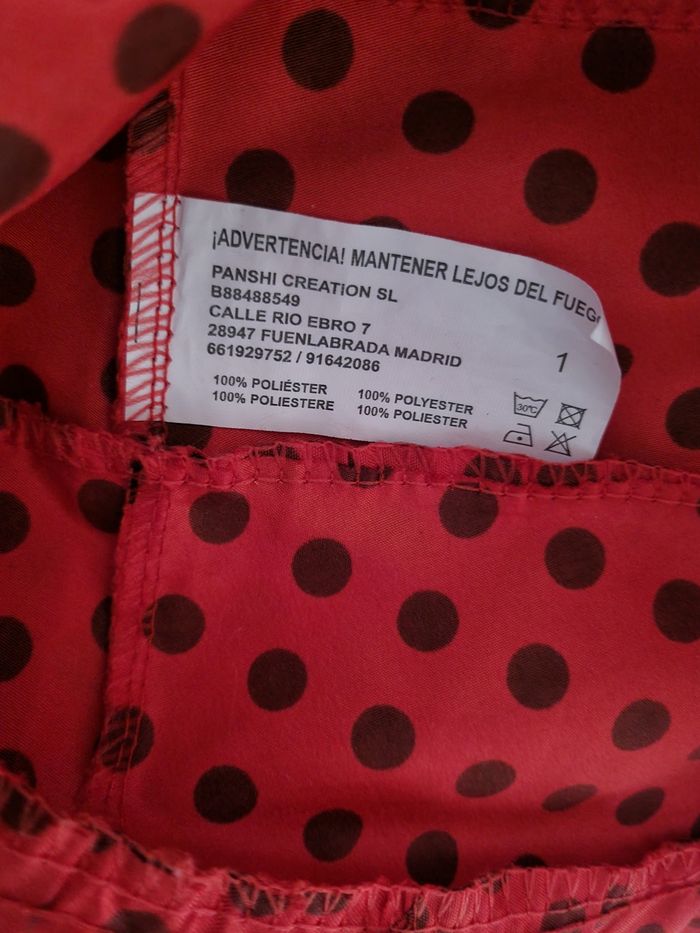 ¡ADVERTENCIA! MANTENER LEJOS DEL
PANSHI CREATION SL
B88488549
CALLE RIO EBRO 7
28947 FUENLABRADA MADRID
661929752 / 91642086
1
100% POLIÉSTER 100% POLYESTER
100% POLIESTERE 100% POLIESTER
30°C